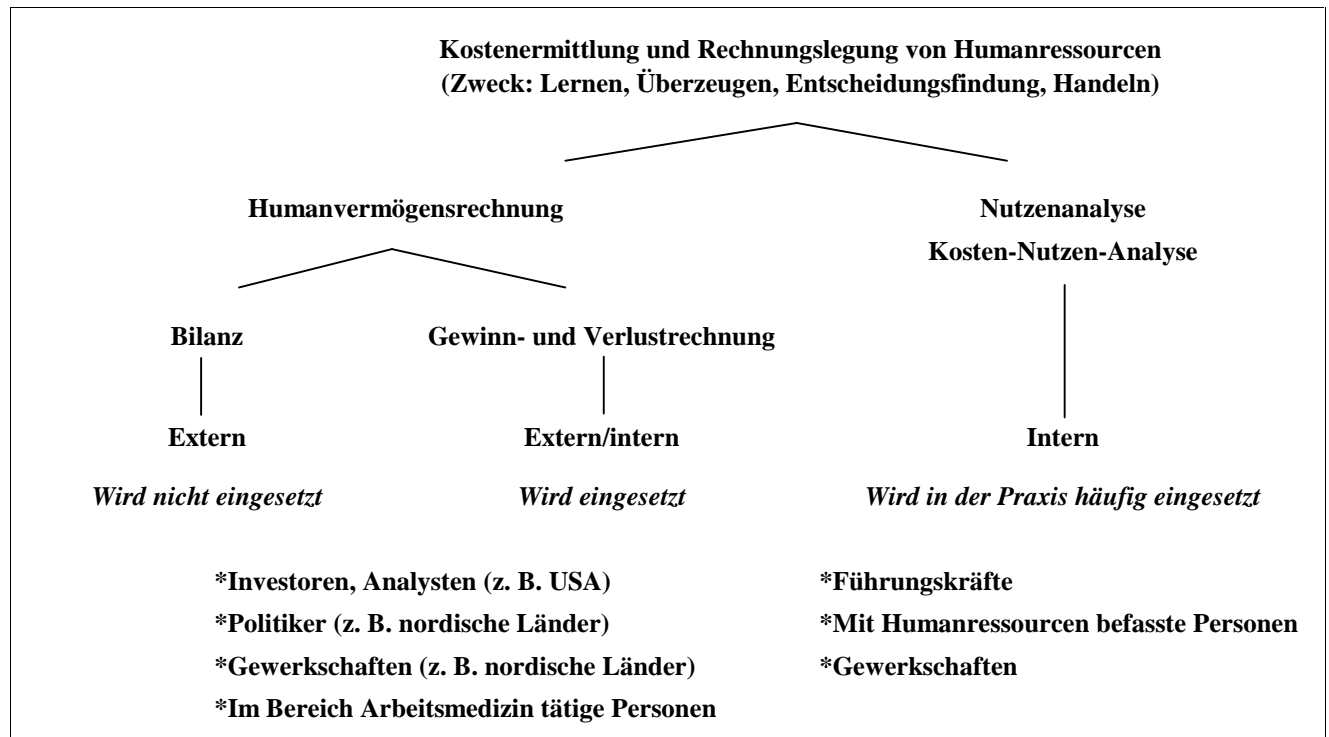 Kostenermittlung und Rechnungslegung von Humanressourcen
(Zweck: Lernen, Überzeugen, Entscheidungsfindung, Handeln)
Humanvermögensrechnung
Nutzenanalyse
Kosten-Nutzen-Analyse
Bilanz
Gewinn- und Verlustrechnung
Extern
Extern/intern
Intern
Wird nicht eingesetzt
Wird eingesetzt
Wird in der Praxis häufig eingesetzt
*Investoren, Analysten (z. B. USA)
*Politiker (z. B. nordische Länder)
*Gewerkschaften (z. B. nordische Länder)
*Im Bereich Arbeitsmedizin tätige Personen
*Führungskräfte
*Mit Humanressourcen befasste Personen
*Gewerkschaften